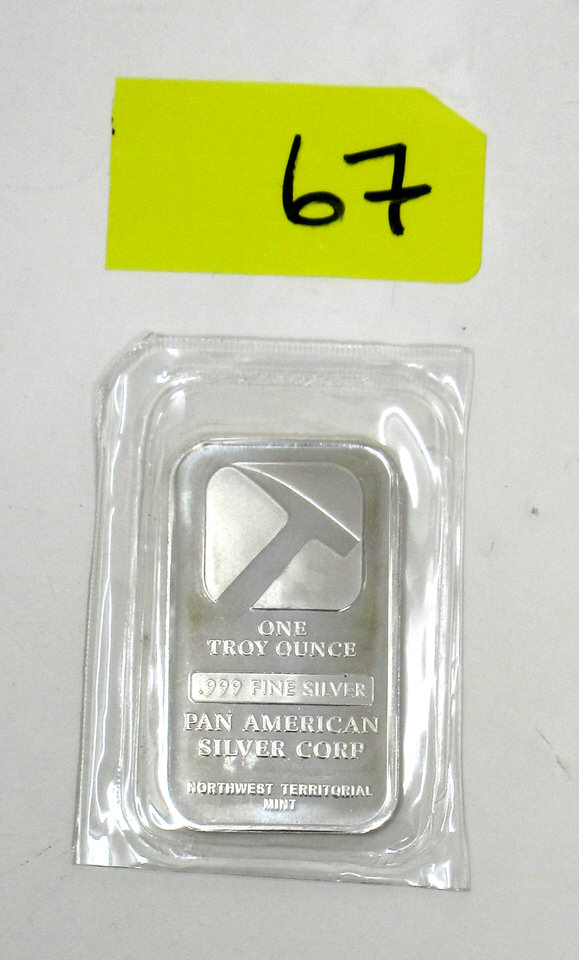 67
ONE
TROY OUNCE
.999 FINE SILVER
PAN AMERICAN
SILVER CORP
NORTHWEST TERRITORIAL
MINT